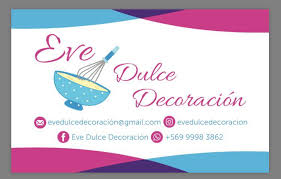 Eve
Dulce
Decoración
evedulcedecoración@gmail.com evedulcedecoracion
Eve Dulce Decoración +569 9998 3862